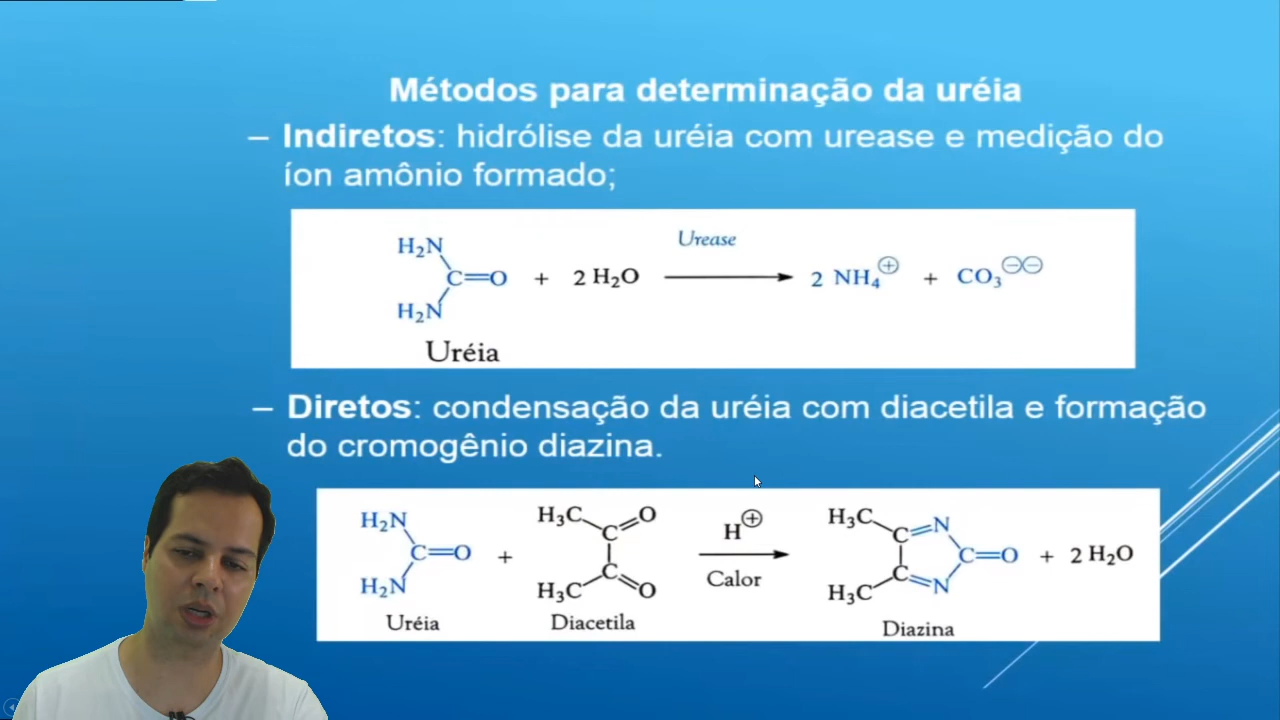 Métodos para determinação da uréia
– Indiretos: hidrólise da uréia com urease e medição do
íon amônio formado;
H₂N
Urease
C=O + 2 H₂O → 2 NH₄⊕ + CO₃⊖⊖
H₂N
Uréia
– Diretos: condensação da uréia com diacetila e formação
do cromogênio diazina.
H₂N H₃C C=O H⊕ H₃C C=N
C=O + → C=O + 2 H₂O
H₂N H₃C C=O Calor H₃C C=N
Uréia Diacetila Diazina